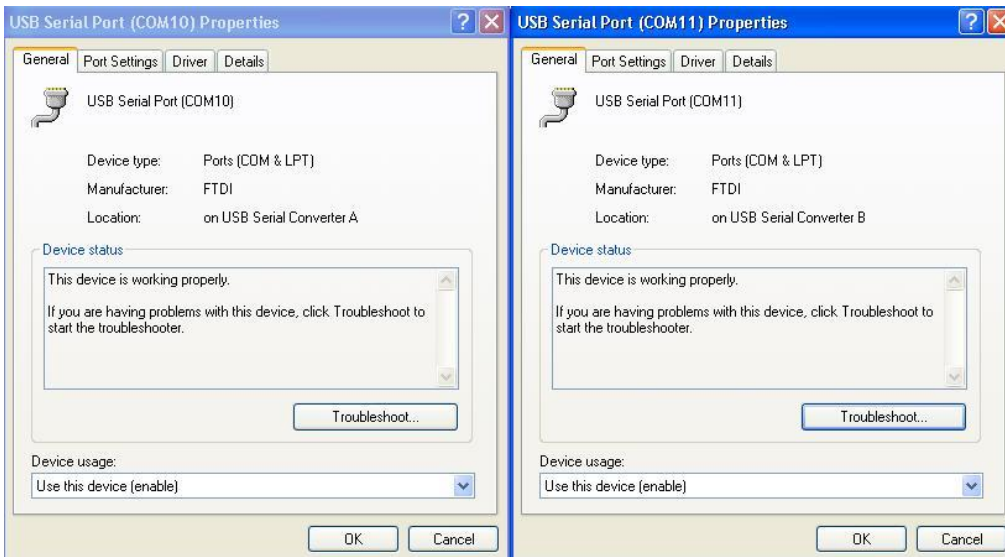 USB Serial Port (COM10) Properties
General Port Settings Driver Details
USB Serial Port (COM10)
Device type: Ports (COM & LPT)
Manufacturer: FTDI
Location: on USB Serial Converter A
Device status
This device is working properly.
If you are having problems with this device, click Troubleshoot to
start the troubleshooter.
Troubleshoot...
Device usage:
Use this device (enable)
OK Cancel
USB Serial Port (COM11) Properties
General Port Settings Driver Details
USB Serial Port (COM11)
Device type: Ports (COM & LPT)
Manufacturer: FTDI
Location: on USB Serial Converter B
Device status
This device is working properly.
If you are having problems with this device, click Troubleshoot to
start the troubleshooter.
Troubleshoot...
Device usage:
Use this device (enable)
OK Cancel